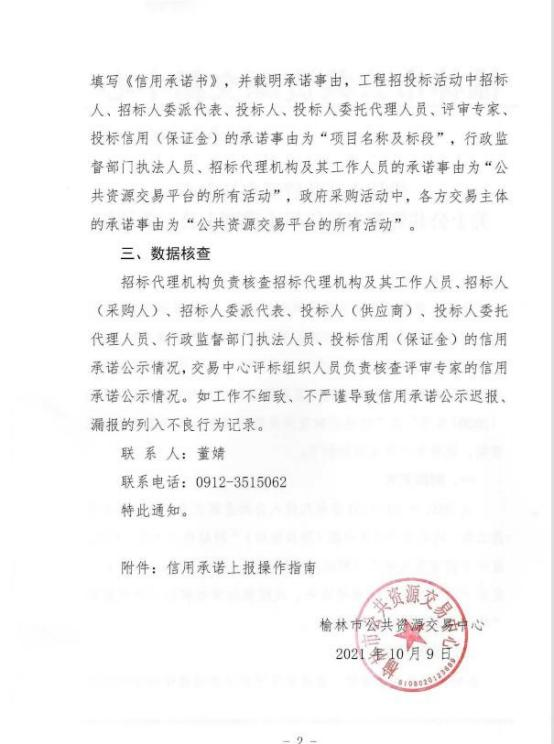 填写《信用承诺书》，并载明承诺事由，工程招投标活动中招标
人、招标人委派代表、投标人、投标人委托代理人员、评审专家、
投标信用（保证金）的承诺事由为“项目名称及标段”，行政监
督部门执法人员、招标代理机构及其工作人员的承诺事由为“公
共资源交易平台的所有活动”，政府采购活动中，各方交易主体
的承诺事由为“公共资源交易平台的所有活动”。
三、数据核查
招标代理机构负责核查招标代理机构及其工作人员、招标人
（采购人）、招标人委派代表、投标人（供应商）、投标人委托
代理人员、行政监督部门执法人员、投标信用（保证金）的信用
承诺公示情况，交易中心评标组织人员负责核查评审专家的信用
承诺公示情况。如工作不细致、不严谨导致信用承诺公示迟报、
漏报的列入不良行为记录。
联 系 人：董婧
联系电话：0912-3515062
特此通知。
附件：信用承诺上报操作指南
榆林市公共资源交易中心
2021年10月9日
榆林市公共资源交易中心
- 2 -